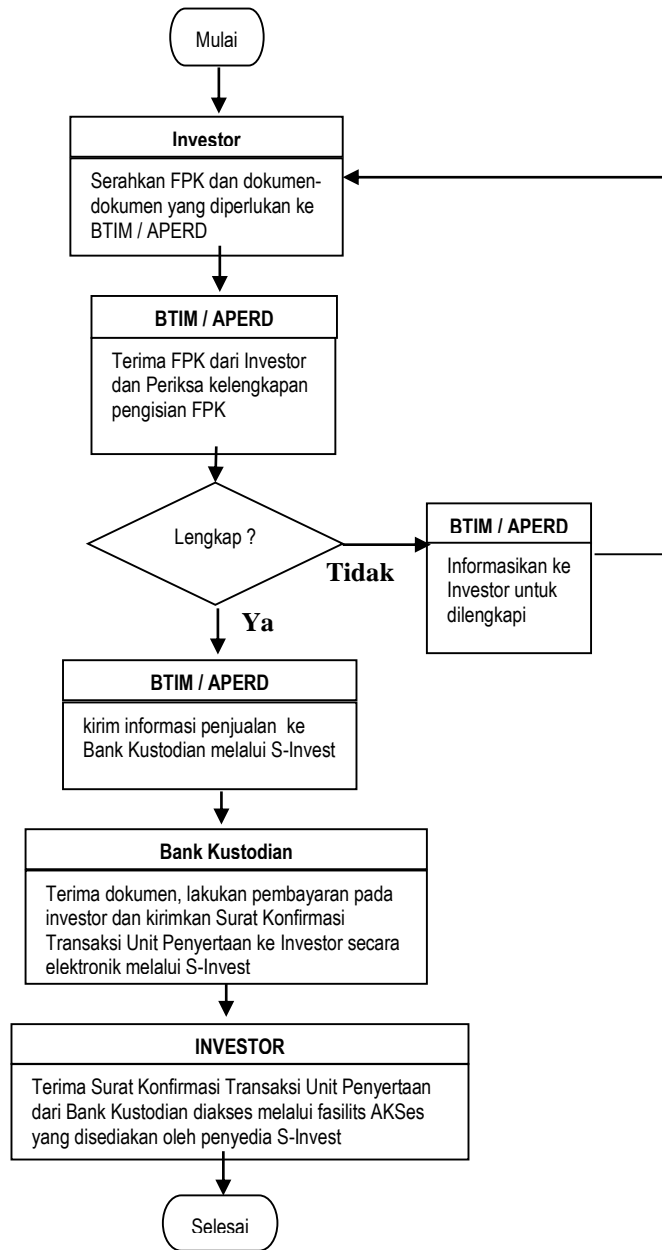 Mulai
Investor
Serahkan FPK dan dokumen-
dokumen yang diperlukan ke
BTIM / APERD
BTIM / APERD
Terima FPK dari Investor
dan Periksa kelengkapan
pengisian FPK
Lengkap ?
Tidak
BTIM / APERD
Informasikan ke
Investor untuk
dilengkapi
Ya
BTIM / APERD
kirim informasi penjualan ke
Bank Kustodian melalui S-Invest
Bank Kustodian
Terima dokumen, lakukan pembayaran pada
investor dan kirimkan Surat Konfirmasi
Transaksi Unit Penyertaan ke Investor secara
elektronik melalui S-Invest
INVESTOR
Terima Surat Konfirmasi Transaksi Unit Penyertaan
dari Bank Kustodian diakses melalui fasilits AKSes
yang disediakan oleh penyedia S-Invest
Selesai